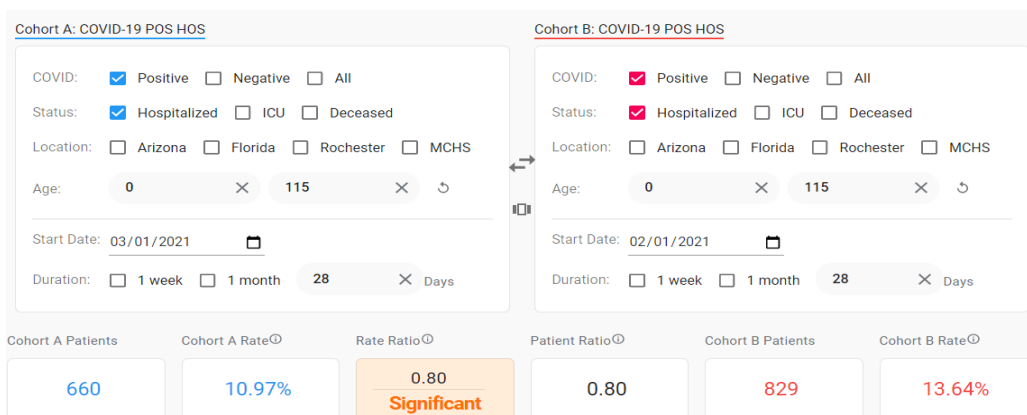 Cohort A: COVID-19 POS HOS
COVID: Positive Negative All
Status: Hospitalized ICU Deceased
Location: Arizona Florida Rochester MCHS
Age: 0 115
Start Date: 03/01/2021
Duration: 1 week 1 month 28 Days
Cohort B: COVID-19 POS HOS
COVID: Positive Negative All
Status: Hospitalized ICU Deceased
Location: Arizona Florida Rochester MCHS
Age: 0 115
Start Date: 02/01/2021
Duration: 1 week 1 month 28 Days
Cohort A Patients
660
Cohort A Rate
10.97%
Rate Ratio
0.80
Significant
Patient Ratio
0.80
Cohort B Patients
829
Cohort B Rate
13.64%